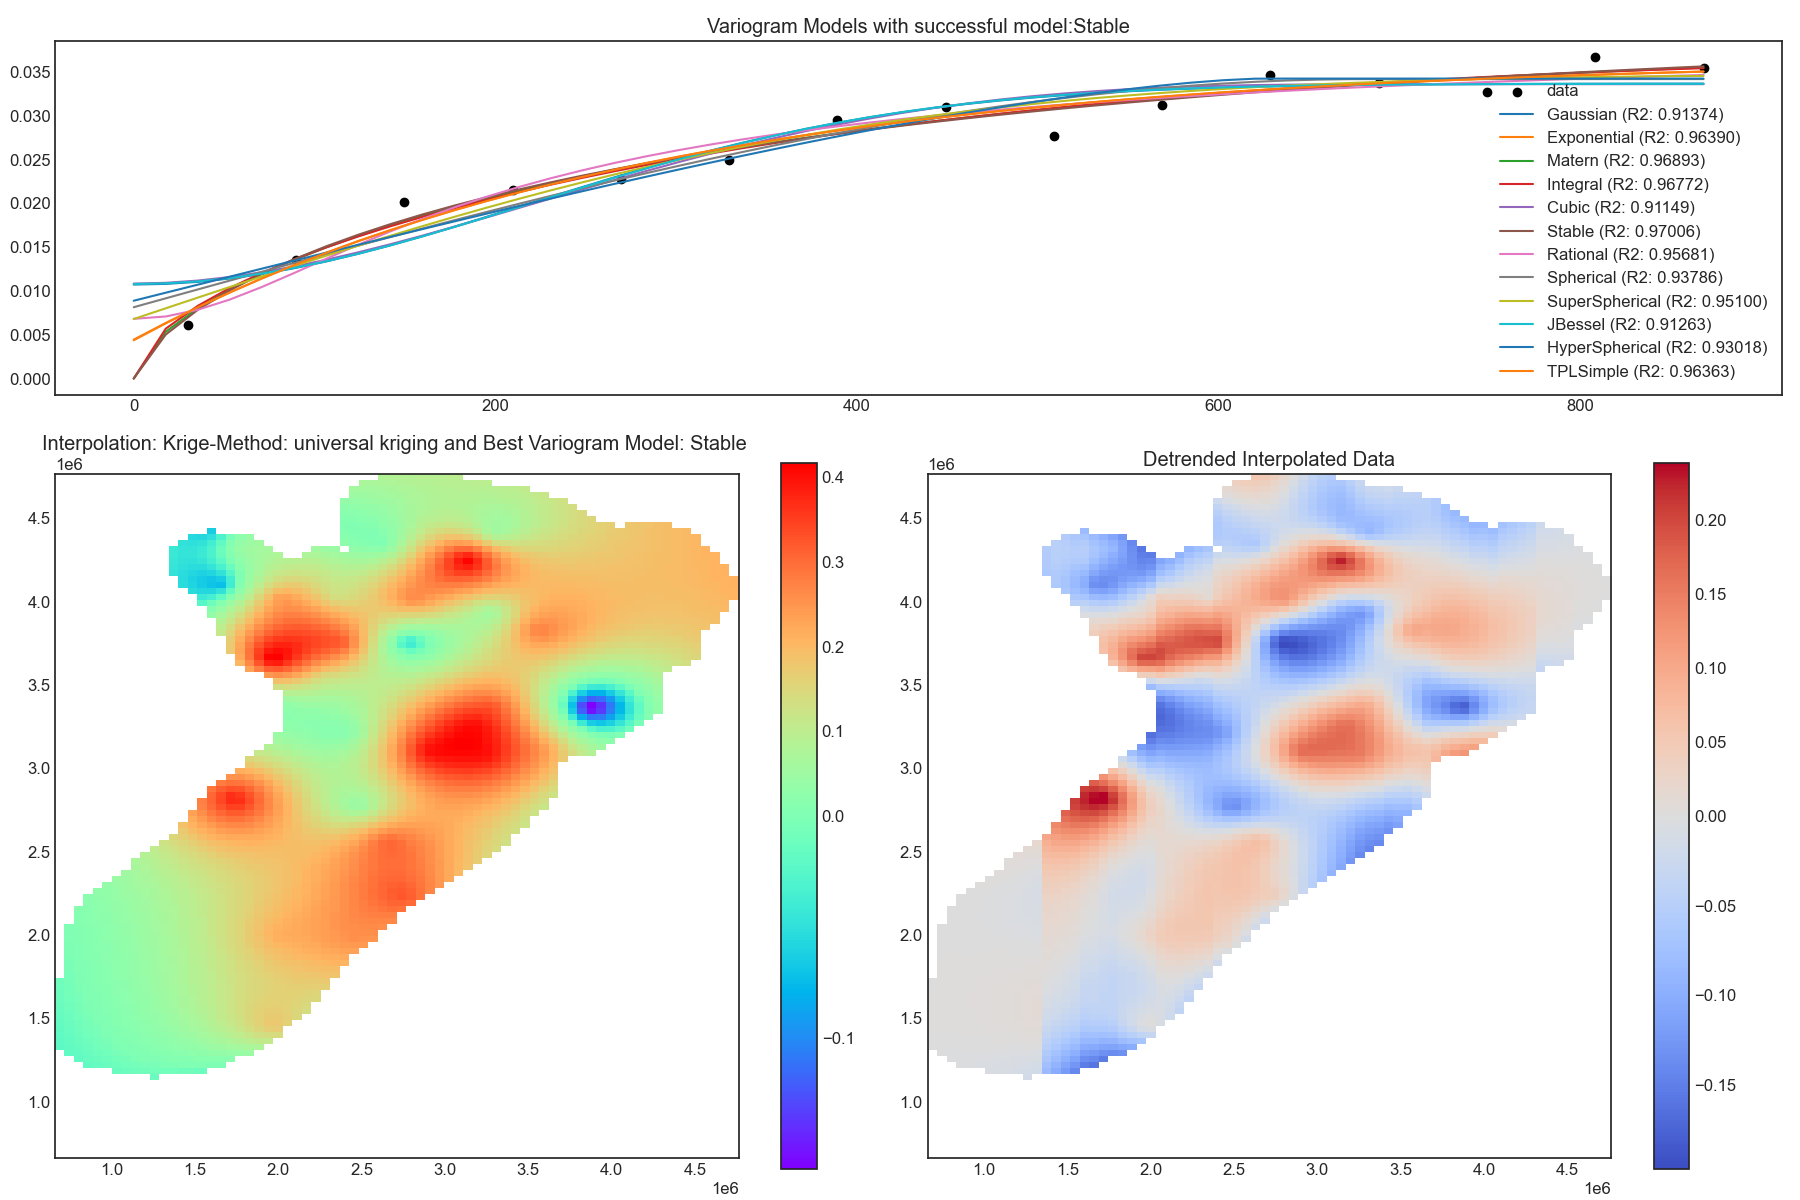 Variogram Models with successful model:Stable
0.035
0.030
0.025
0.020
0.015
0.010
0.005
0.000
0 200 400 600 800
data
Gaussian (R2: 0.91374)
Exponential (R2: 0.96390)
Matern (R2: 0.96893)
Integral (R2: 0.96772)
Cubic (R2: 0.91149)
Stable (R2: 0.97006)
Rational (R2: 0.95681)
Spherical (R2: 0.93786)
SuperSpherical (R2: 0.95100)
JBessel (R2: 0.91263)
HyperSpherical (R2: 0.93018)
TPLSimple (R2: 0.96363)
Interpolation: Krige-Method: universal kriging and Best Variogram Model: Stable
1e6
4.5
4.0
3.5
3.0
2.5
2.0
1.5
1.0
1.0 1.5 2.0 2.5 3.0 3.5 4.0 4.5
1e6
0.4
0.3
0.2
0.1
0.0
−0.1
Detrended Interpolated Data
1e6
4.5
4.0
3.5
3.0
2.5
2.0
1.5
1.0
1.0 1.5 2.0 2.5 3.0 3.5 4.0 4.5
1e6
0.20
0.15
0.10
0.05
0.00
−0.05
−0.10
−0.15